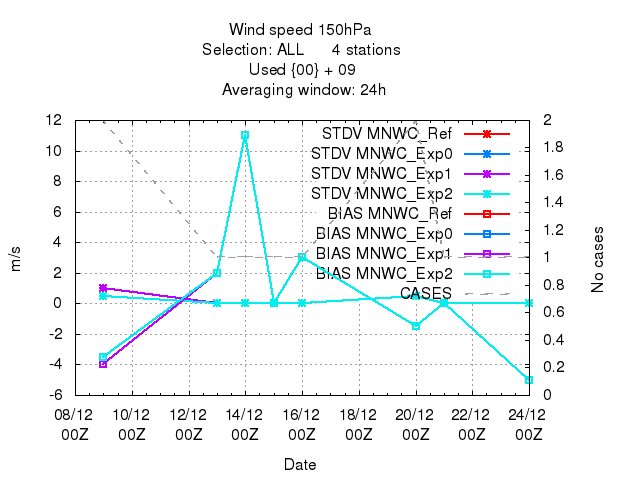 Wind speed 150hPa
Selection: ALL 4 stations
Used {00} + 09
Averaging window: 24h
12
10
8
6
4
2
0
-2
-4
-6
m/s
2
1.8
1.6
1.4
1.2
1
0.8
0.6
0.4
0.2
0
No cases
STDV MNWC_Ref
STDV MNWC_Exp0
STDV MNWC_Exp1
STDV MNWC_Exp2
BIAS MNWC_Ref
BIAS MNWC_Exp0
BIAS MNWC_Exp1
BIAS MNWC_Exp2
CASES
08/12 10/12 12/12 14/12 16/12 18/12 20/12 22/12 24/12
00Z 00Z 00Z 00Z 00Z 00Z 00Z 00Z 00Z
Date